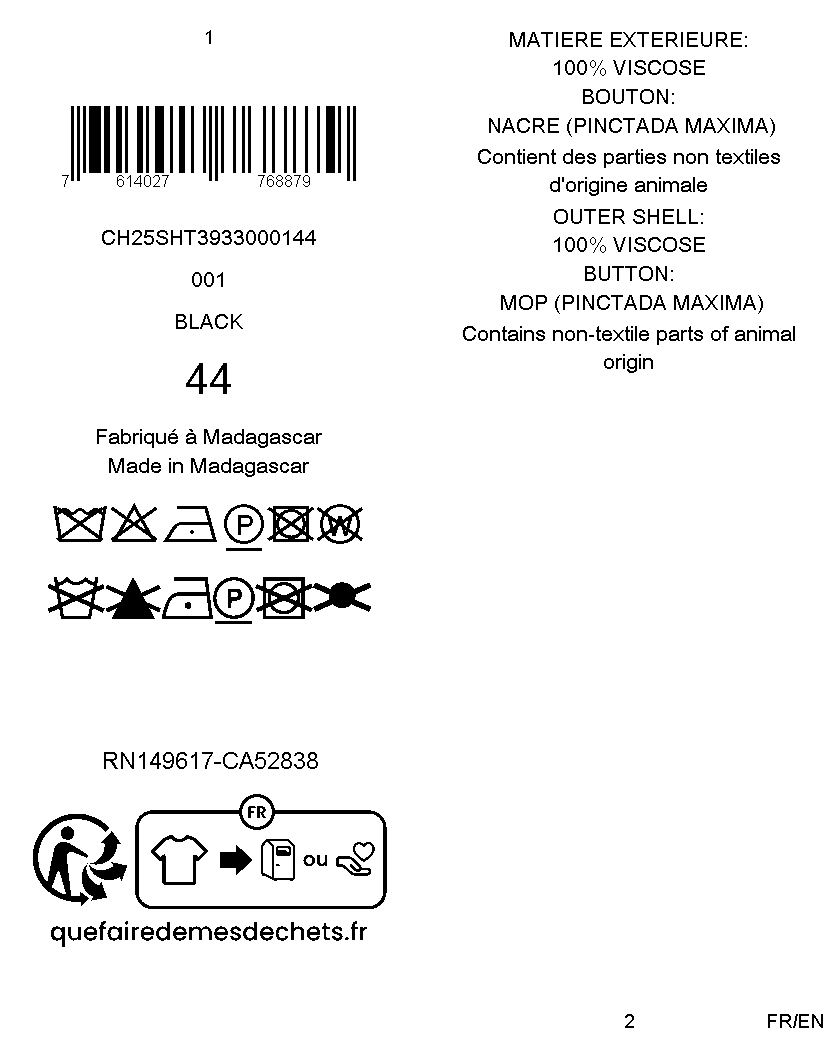 1
7 614027 768879
CH25SHT3933000144
001
BLACK
44
Fabriqué à Madagascar
Made in Madagascar
P W
P
RN149617-CA52838
FR
ou
quefairedemesdechets.fr
MATIERE EXTERIEURE:
100% VISCOSE
BOUTON:
NACRE (PINCTADA MAXIMA)
Contient des parties non textiles
d'origine animale
OUTER SHELL:
100% VISCOSE
BUTTON:
MOP (PINCTADA MAXIMA)
Contains non-textile parts of animal
origin
2
FR/EN